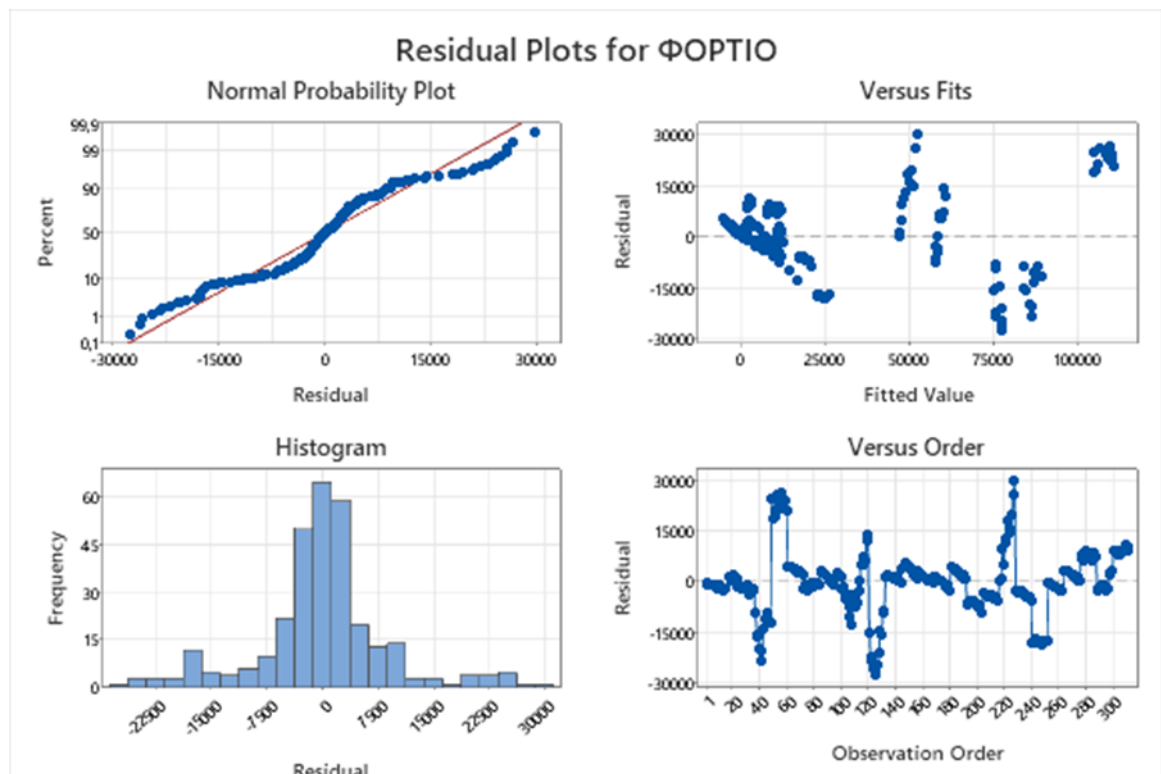 Residual Plots for ΦΟΡΤΙΟ
Normal Probability Plot
99,9
99
90
50
10
1
0,1
Percent
-30000 -15000 0 15000 30000
Residual
Versus Fits
30000
15000
0
-15000
-30000
Residual
0 25000 50000 75000 100000
Fitted Value
Histogram
60
45
30
15
0
Frequency
-22500 -15000 -7500 0 7500 15000 22500 30000
Residual
Versus Order
30000
15000
0
-15000
-30000
Residual
1 20 40 60 80 100 120 140 160 180 200 220 240 260 280 300
Observation Order